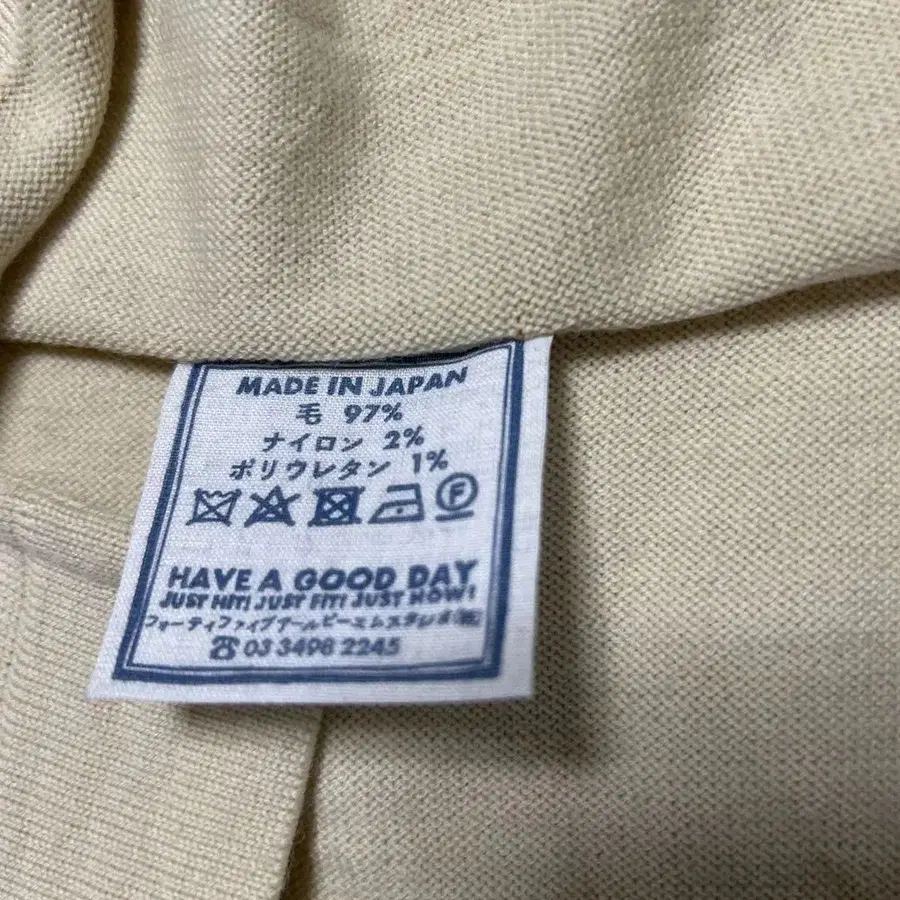 MADE IN JAPAN
毛 97%
ナイロン 2%
ポリウレタン 1%
F
HAVE A GOOD DAY
JUST HIT! JUST FIT! JUST NOW!
フォーティファイブアールピーエムスタジオ(株)
☎ 03 3498 2245